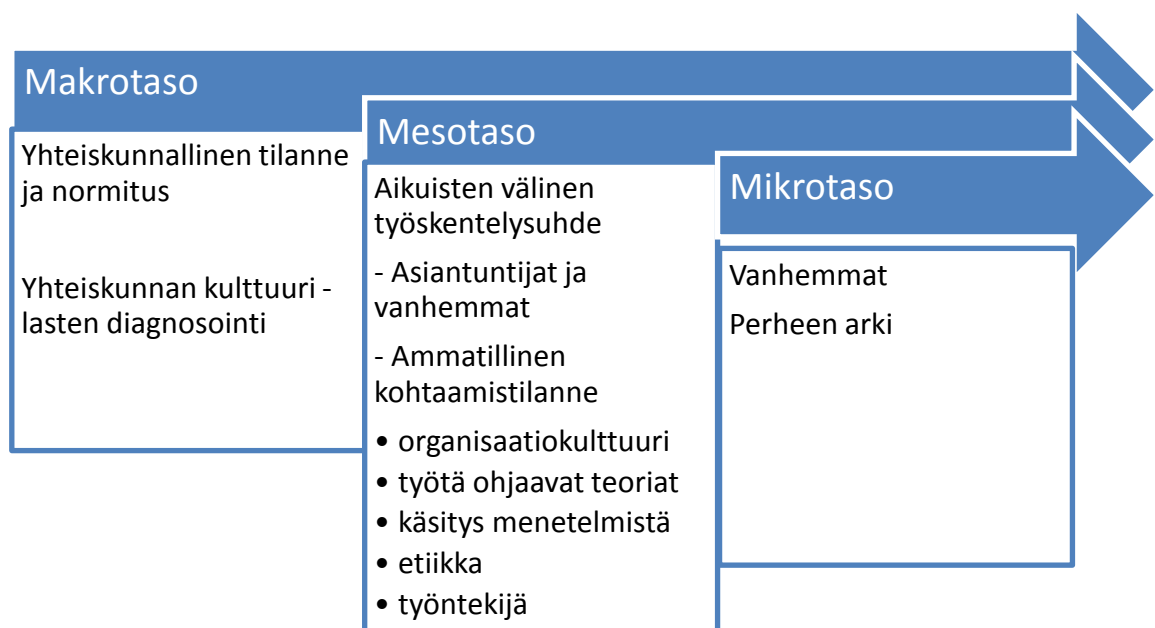 Makrotaso
Yhteiskunnallinen tilanne
ja normitus
Yhteiskunnan kulttuuri -
lasten diagnosointi
Mesotaso
Aikuisten välinen
työskentelysuhde
- Asiantuntijat ja
vanhemmat
- Ammatillinen
kohtaamistilanne
• organisaatiokulttuuri
• työtä ohjaavat teoriat
• käsitys menetelmistä
• etiikka
• työntekijä
Mikrotaso
Vanhemmat
Perheen arki